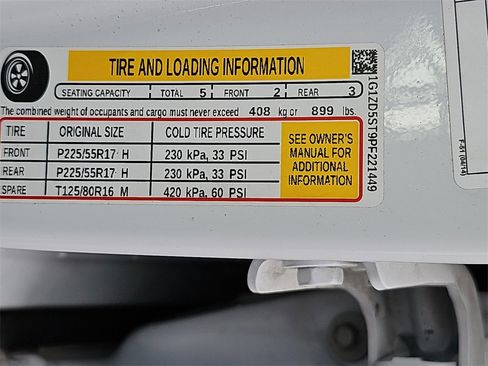 TIRE AND LOADING INFORMATION
SEATING CAPACITY TOTAL 5 FRONT 2 REAR 3
The combined weight of occupants and cargo must never exceed 408 kg or 899 lbs.
TIRE ORIGINAL SIZE COLD TIRE PRESSURE
FRONT P225/55R17 H 230 kPa, 33 PSI
REAR P225/55R17 H 230 kPa, 33 PSI
SPARE T125/80R16 M 420 kPa, 60 PSI
SEE OWNER'S
MANUAL FOR
ADDITIONAL
INFORMATION
1G1ZD5ST9PF221449